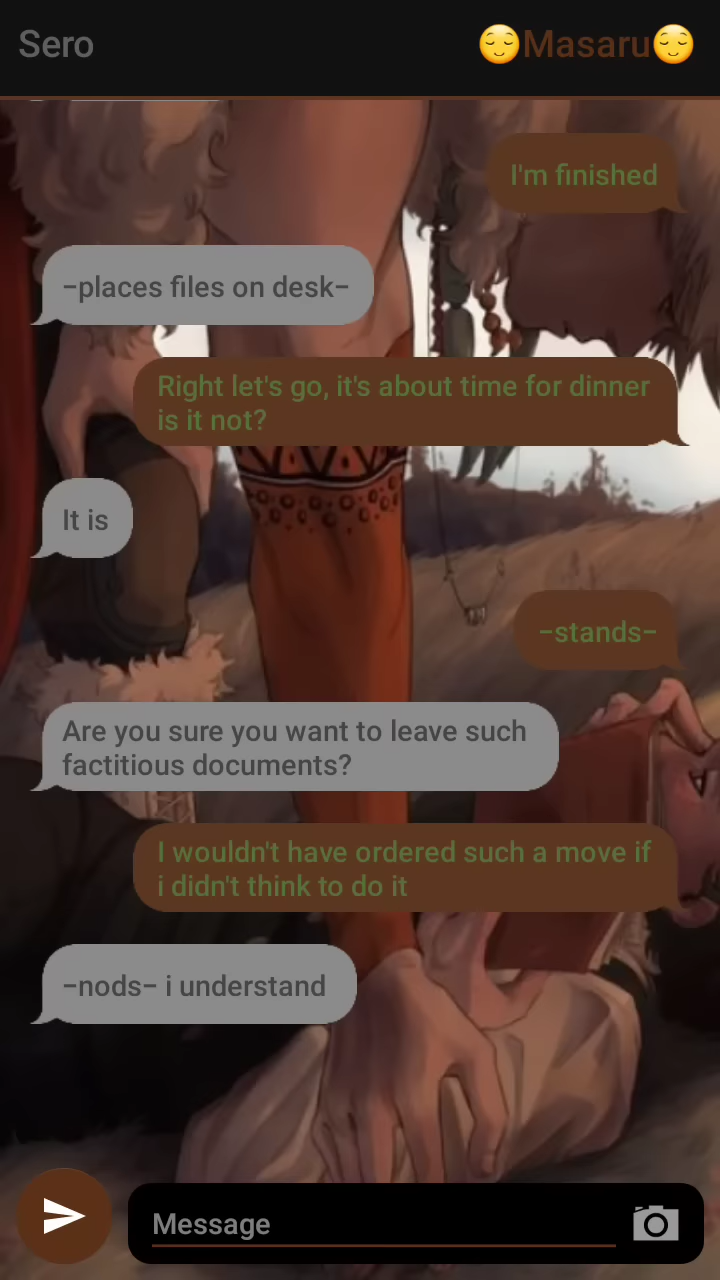 Sero
😌Masaru😌
I'm finished
–places files on desk–
Right let's go, it's about time for dinner
is it not?
It is
–stands–
Are you sure you want to leave such
factitious documents?
I wouldn't have ordered such a move if
i didn't think to do it
–nods– i understand
Message